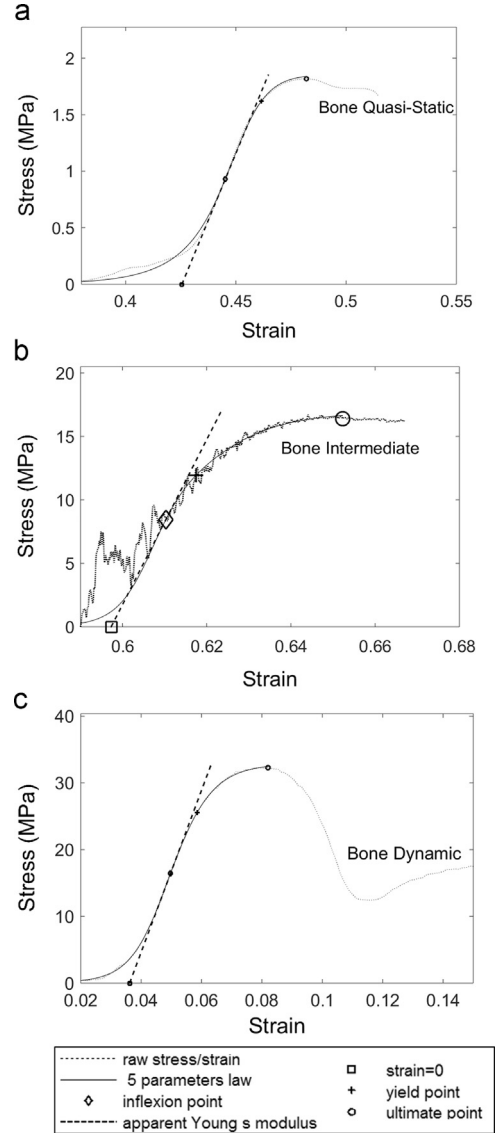 a
2
1.5
1
0.5
0
Stress (MPa)
Bone Quasi-Static
0.4 0.45 0.5 0.55
Strain
b
20
15
10
5
0
Stress (MPa)
Bone Intermediate
0.6 0.62 0.64 0.66 0.68
Strain
c
40
30
20
10
0
Stress (MPa)
Bone Dynamic
0.02 0.04 0.06 0.08 0.1 0.12 0.14
Strain
raw stress/strain
5 parameters law
inflexion point
apparent Young s modulus
strain=0
yield point
ultimate point